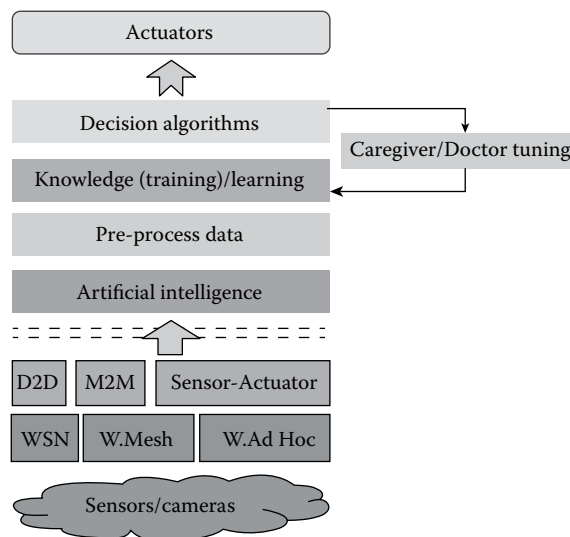 Actuators
Decision algorithms
Caregiver/Doctor tuning
Knowledge (training)/learning
Pre-process data
Artificial intelligence
D2D
M2M
Sensor-Actuator
WSN
W.Mesh
W.Ad Hoc
Sensors/cameras